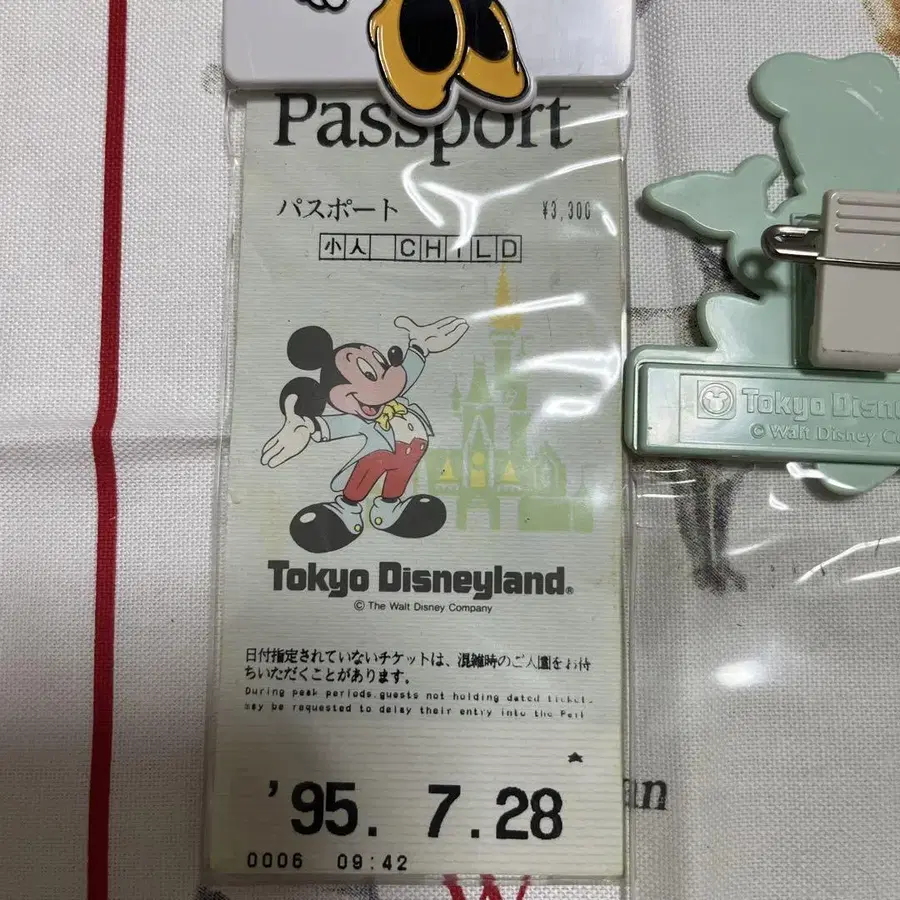 Passport
パスポート ¥3,300
小人 CHILD
Tokyo Disneyland®
© The Walt Disney Company
日付指定されていないチケットは、混雑時のご入園をお待
ちいただくことがあります。
During peak periods, guests not holding dated ticket
may be requested to delay their entry into the
'95. 7.28
0006 09:42
Tokyo Disn
© Walt Disney Co
an
W